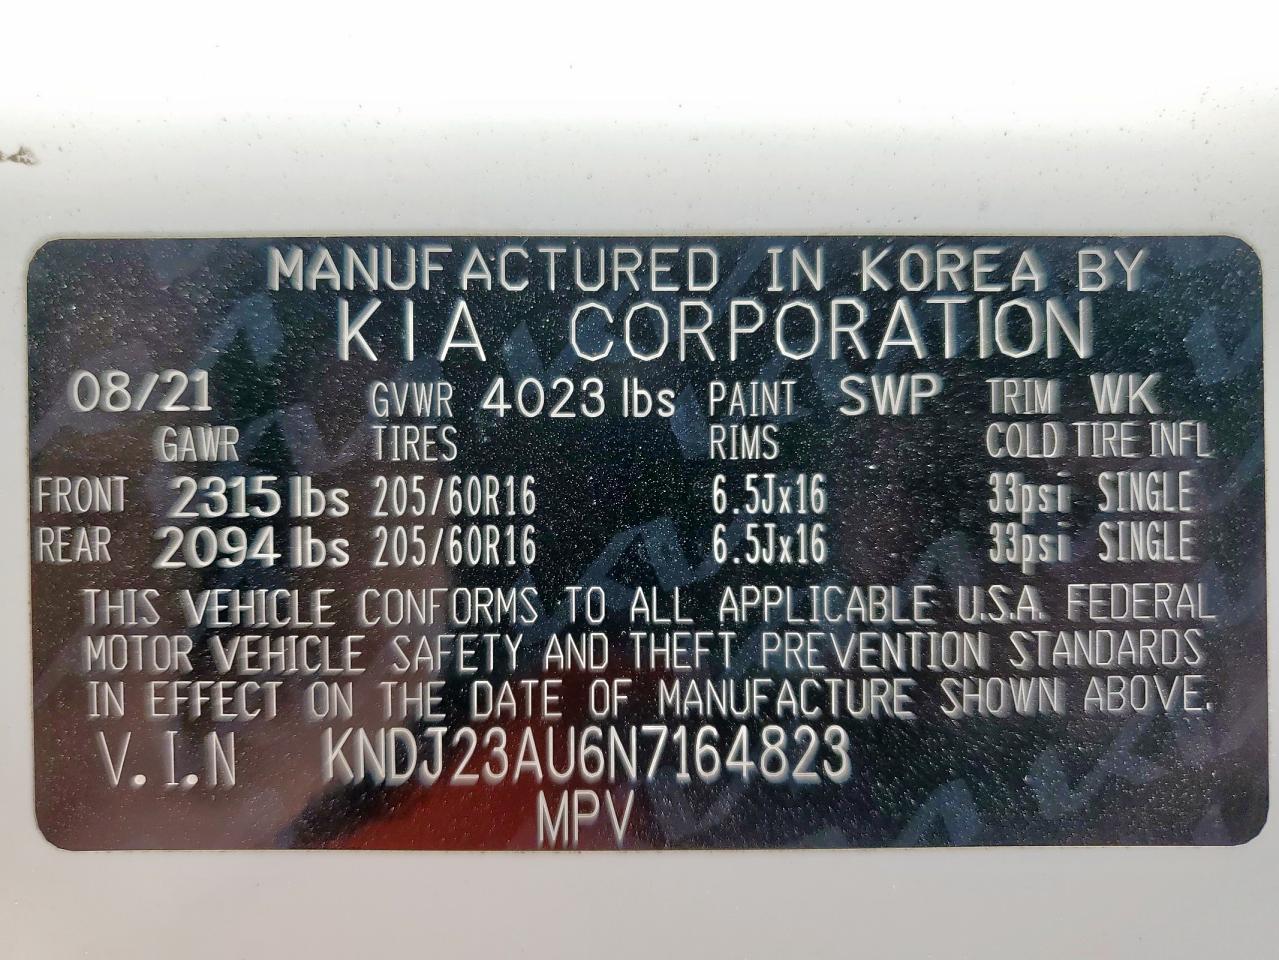 MANUFACTURED IN KOREA BY
KIA CORPORATION
08/21 GVWR 4023 lbs PAINT SWP TRIM WK
GAWR TIRES RIMS COLD TIRE INFL
FRONT 2315 lbs 205/60R16 6.5Jx16 33psi SINGLE
REAR 2094 lbs 205/60R16 6.5Jx16 33psi SINGLE
THIS VEHICLE CONFORMS TO ALL APPLICABLE U.S.A. FEDERAL
MOTOR VEHICLE SAFETY AND THEFT PREVENTION STANDARDS
IN EFFECT ON THE DATE OF MANUFACTURE SHOWN ABOVE.
V.I.N KNDJ23AU6N7164823
MPV